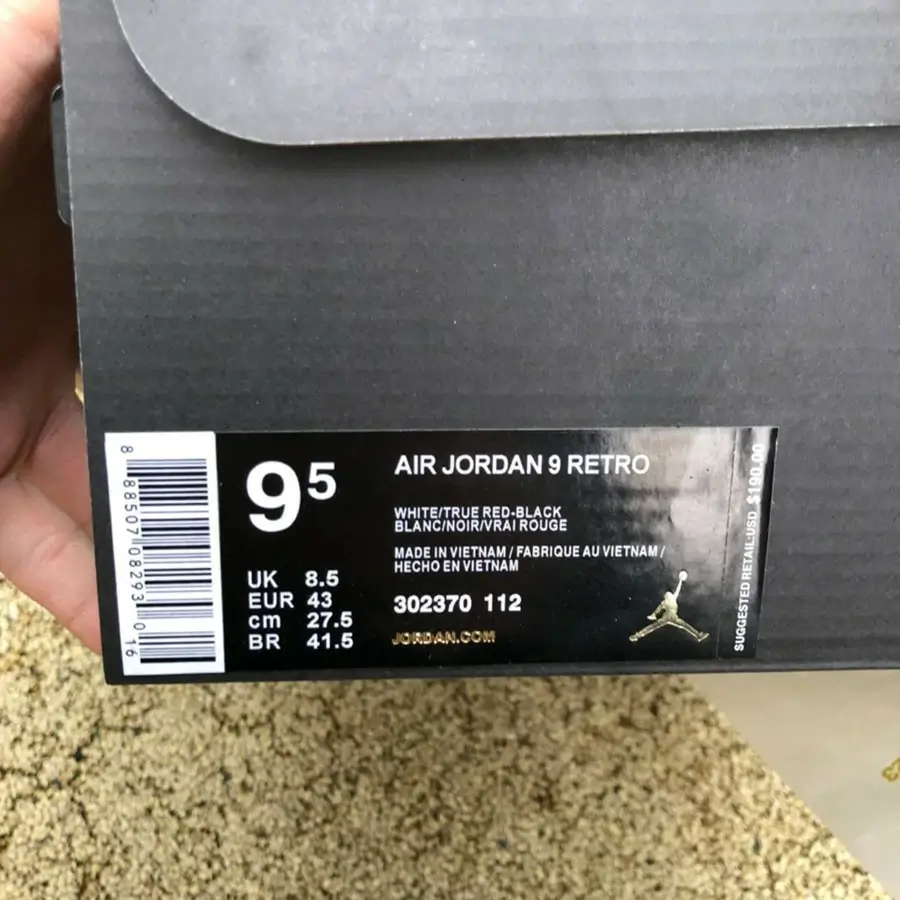 8 88507 08293 0 16
9 5
UK 8.5
EUR 43
cm 27.5
BR 41.5
AIR JORDAN 9 RETRO
WHITE/TRUE RED-BLACK
BLANC/NOIR/VRAI ROUGE
MADE IN VIETNAM / FABRIQUE AU VIETNAM /
HECHO EN VIETNAM
302370 112
JORDAN.COM
SUGGESTED RETAIL:USD $190.00